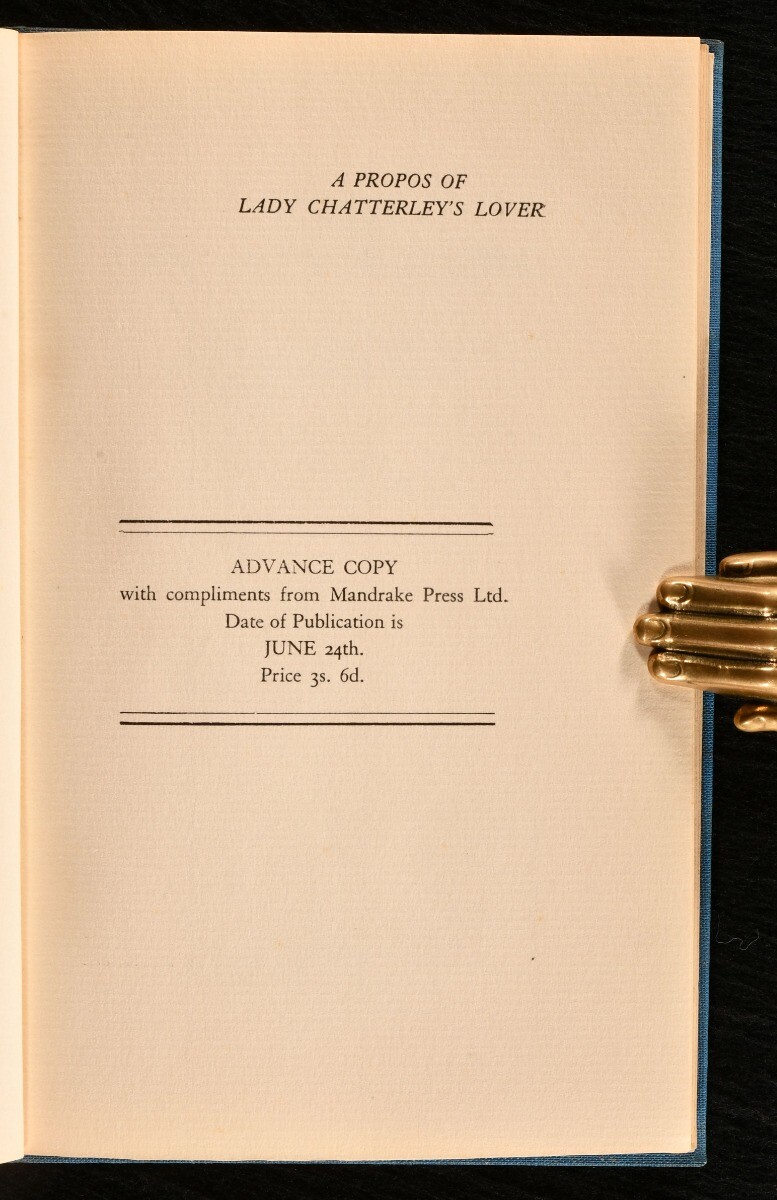 A PROPOS OF
LADY CHATTERLEY'S LOVER
ADVANCE COPY
with compliments from Mandrake Press Ltd.
Date of Publication is
JUNE 24th.
Price 3s. 6d.